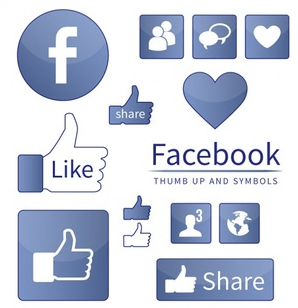 f
share
Like
Facebook
THUMB UP AND SYMBOLS
3
Share